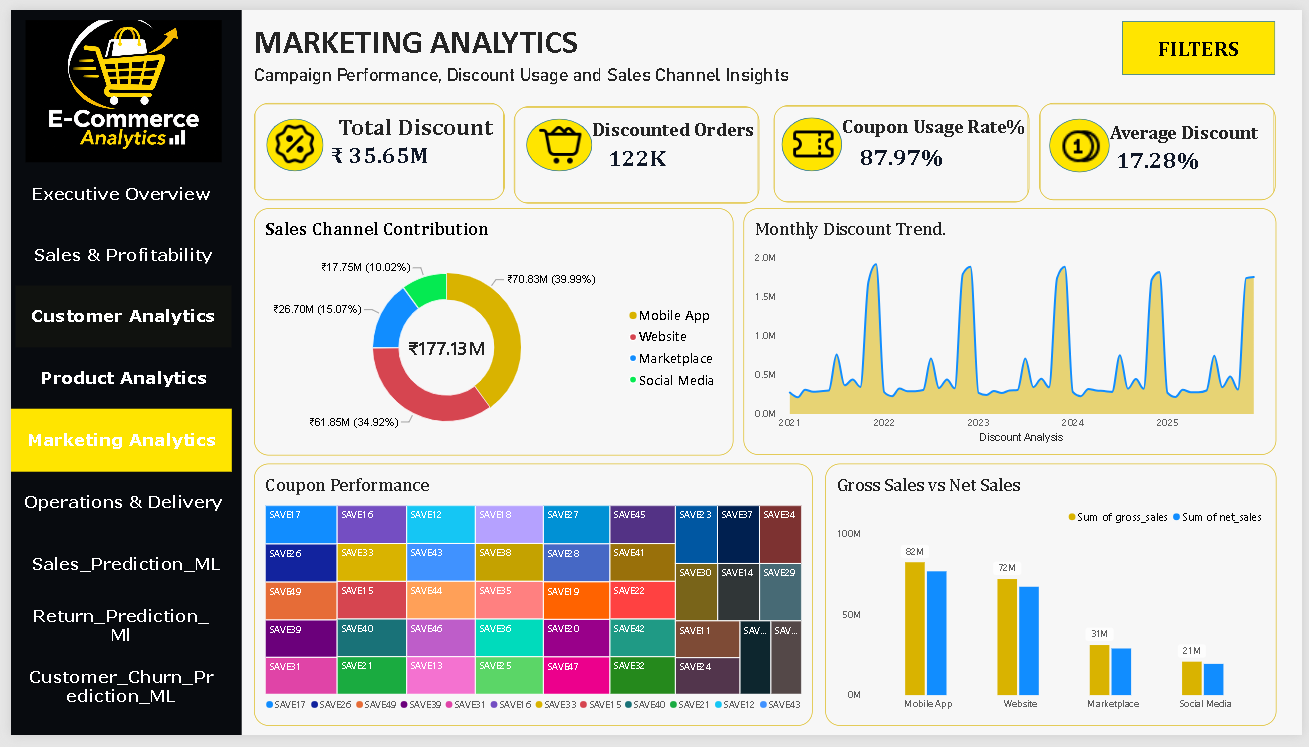 E-Commerce
Analytics
Executive Overview
Sales & Profitability
Customer Analytics
Product Analytics
Marketing Analytics
Operations & Delivery
Sales_Prediction_ML
Return_Prediction_
Ml
Customer_Churn_Pr
ediction_ML
MARKETING ANALYTICS
Campaign Performance, Discount Usage and Sales Channel Insights
FILTERS
Total Discount
₹ 35.65M
Discounted Orders
122K
Coupon Usage Rate%
87.97%
Average Discount
17.28%
Sales Channel Contribution
₹17.75M (10.02%)
₹70.83M (39.99%)
₹26.70M (15.07%)
₹177.13M
₹61.85M (34.92%)
Mobile App
Website
Marketplace
Social Media
Monthly Discount Trend.
2.0M
1.5M
1.0M
0.5M
0.0M
2021 2022 2023 2024 2025
Discount Analysis
Coupon Performance
SAVE17 SAVE16 SAVE12 SAVE18 SAVE27 SAVE45 SAVE23 SAVE37 SAVE34
SAVE26 SAVE33 SAVE43 SAVE38 SAVE28 SAVE41
SAVE30 SAVE14 SAVE29
SAVE49 SAVE15 SAVE44 SAVE35 SAVE19 SAVE22
SAVE39 SAVE40 SAVE46 SAVE36 SAVE20 SAVE42 SAVE11 SAV... SAV...
SAVE31 SAVE21 SAVE13 SAVE25 SAVE47 SAVE32 SAVE24
SAVE17 SAVE26 SAVE49 SAVE39 SAVE31 SAVE16 SAVE33 SAVE15 SAVE40 SAVE21 SAVE12 SAVE43
Gross Sales vs Net Sales
Sum of gross_sales Sum of net_sales
100M
50M
0M
82M
72M
31M
21M
Mobile App Website Marketplace Social Media